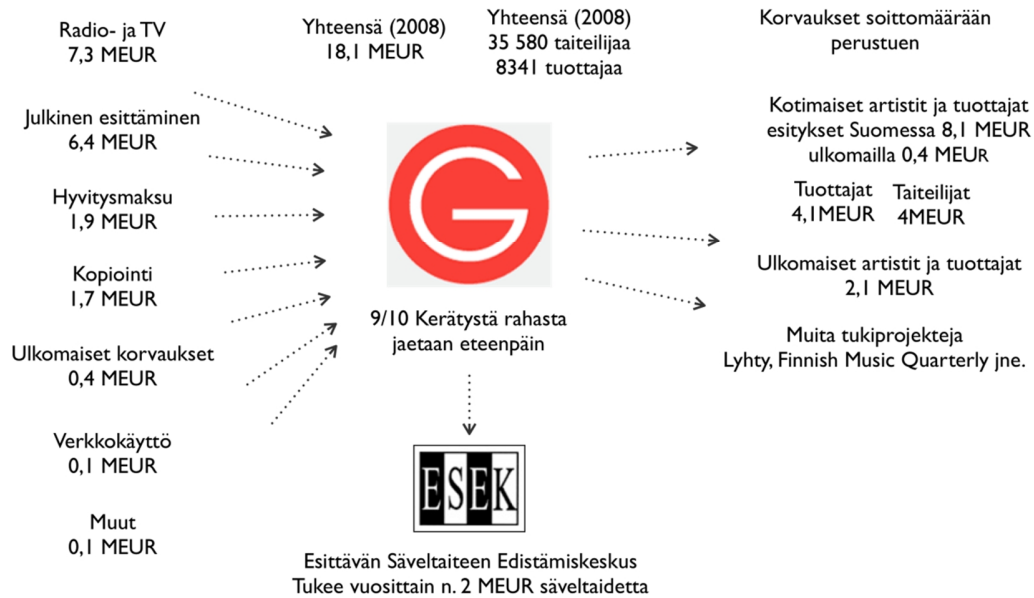 Radio- ja TV
7,3 MEUR
Julkinen esittäminen
6,4 MEUR
Hyvitysmaksu
1,9 MEUR
Kopiointi
1,7 MEUR
Ulkomaiset korvaukset
0,4 MEUR
Verkkokäyttö
0,1 MEUR
Muut
0,1 MEUR
Yhteensä (2008)
18,1 MEUR
Yhteensä (2008)
35 580 taiteilijaa
8341 tuottajaa
G
9/10 Kerätystä rahasta
jaetaan eteenpäin
ESEK
Esittävän Säveltaiteen Edistämiskeskus
Tukee vuosittain n. 2 MEUR säveltaidetta
Korvaukset soittomäärään
perustuen
Kotimaiset artistit ja tuottajat
esitykset Suomessa 8,1 MEUR
ulkomailla 0,4 MEUR
Tuottajat
4,1MEUR
Taiteilijat
4MEUR
Ulkomaiset artistit ja tuottajat
2,1 MEUR
Muita tukiprojekteja
Lyhty, Finnish Music Quarterly jne.